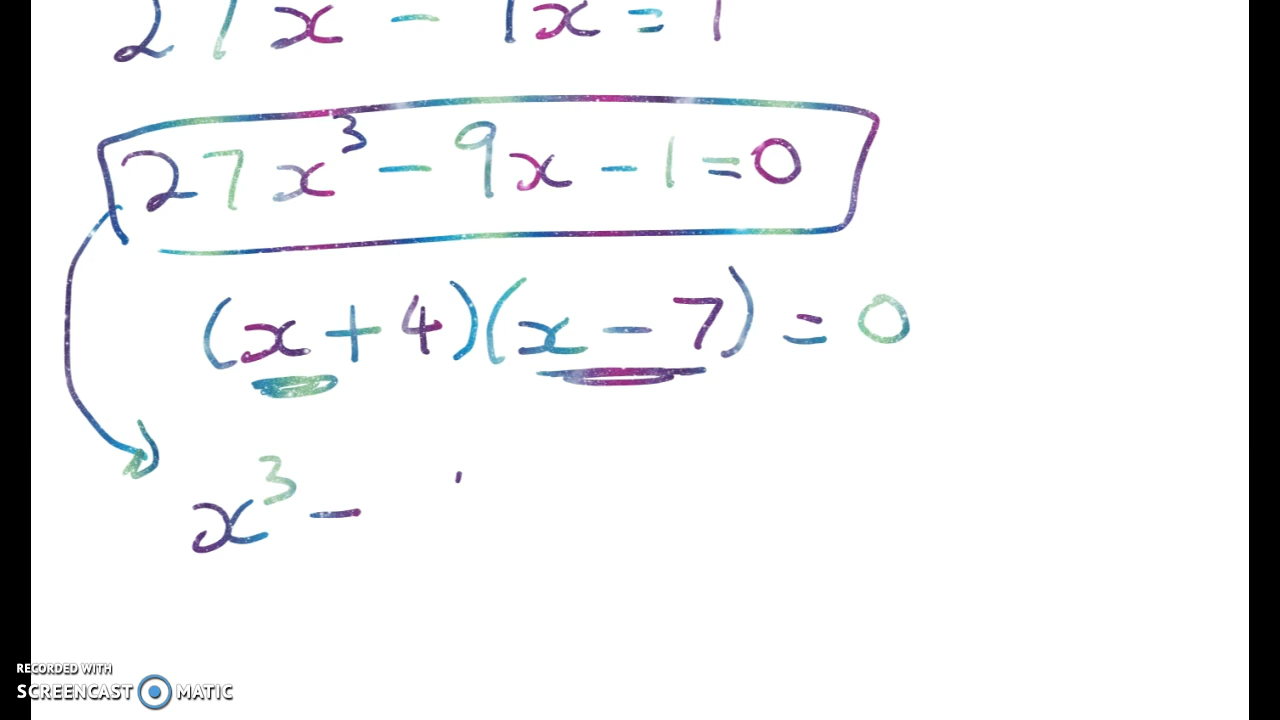 27x³ - 9x - 1 = 0
(x + 4)(x - 7) = 0
x³ -
RECORDED WITH
SCREENCAST MATIC